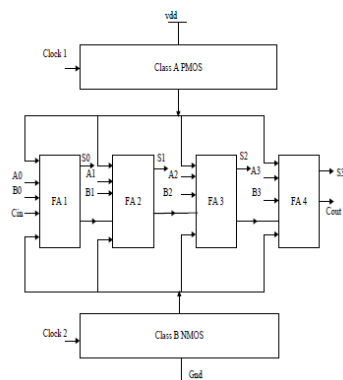 vdd
Clock 1
Class A PMOS
S0
S1
S2
A0
A1
A2
A3
S3
B0
B1
B2
B3
Cin
FA 1
FA 2
FA 3
FA 4
Cout
Clock 2
Class B NMOS
Gnd